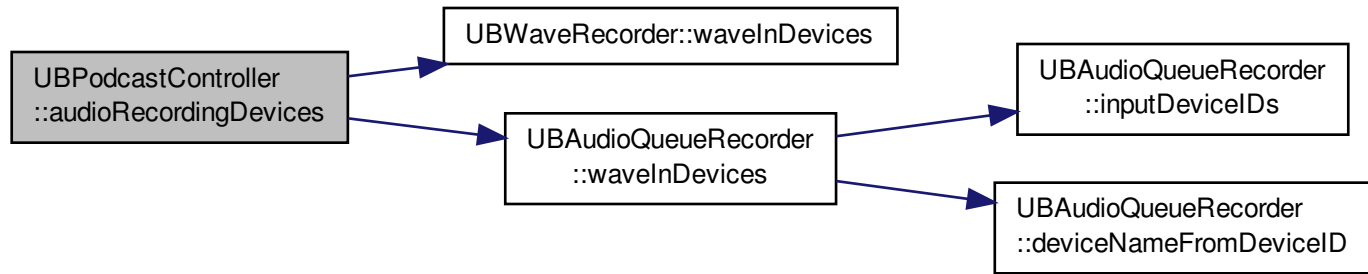 UBPodcastController
::audioRecordingDevices
UBWaveRecorder::waveInDevices
UBAudioQueueRecorder
::waveInDevices
UBAudioQueueRecorder
::inputDeviceIDs
UBAudioQueueRecorder
::deviceNameFromDeviceID